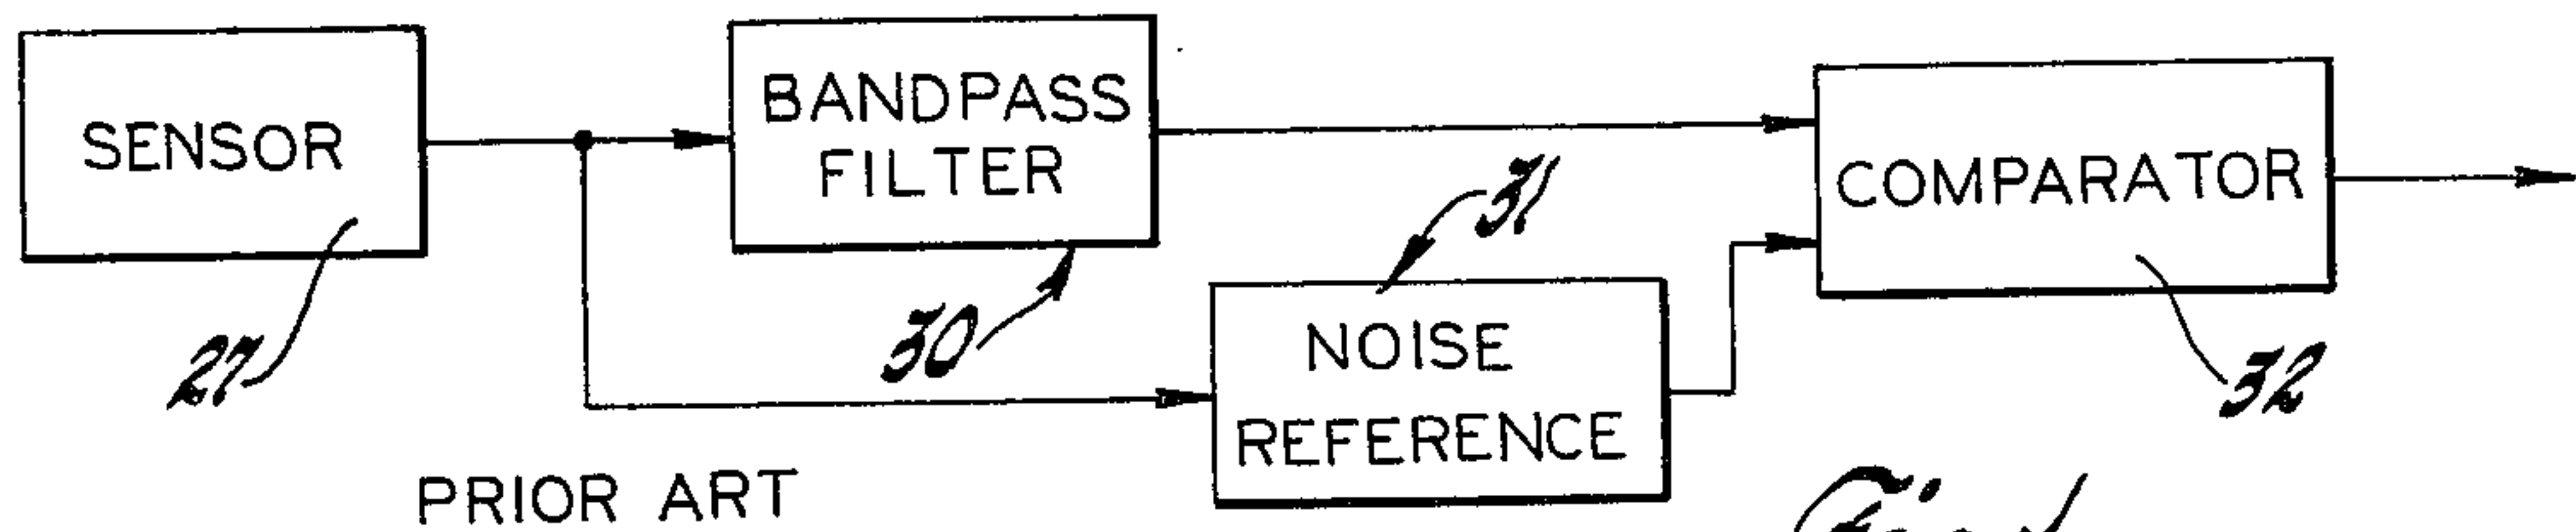 SENSOR
27
BANDPASS
FILTER
30
31
NOISE
REFERENCE
COMPARATOR
32
PRIOR ART